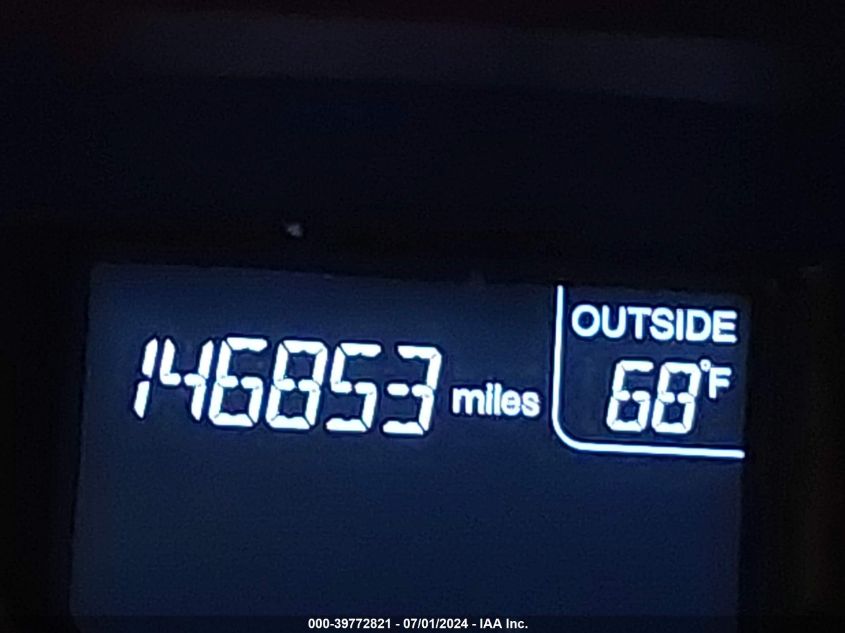 OUTSIDE
146853 miles
68°F
000-39772821 - 07/01/2024 - IAA Inc.